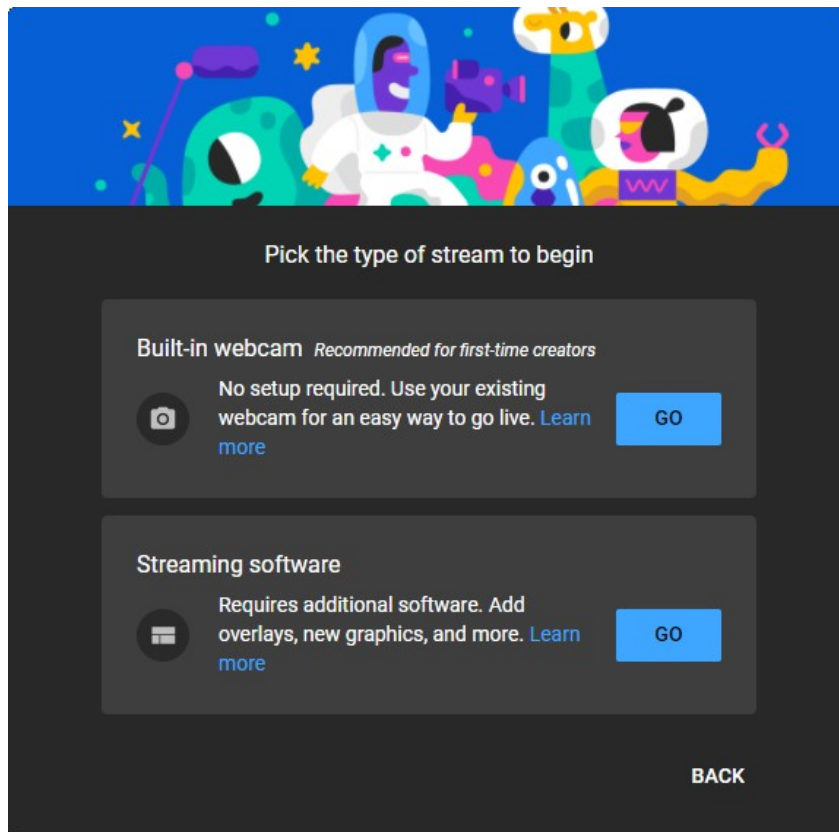 Pick the type of stream to begin
Built-in webcam Recommended for first-time creators
No setup required. Use your existing
webcam for an easy way to go live. Learn
more
GO
Streaming software
Requires additional software. Add
overlays, new graphics, and more. Learn
more
GO
BACK